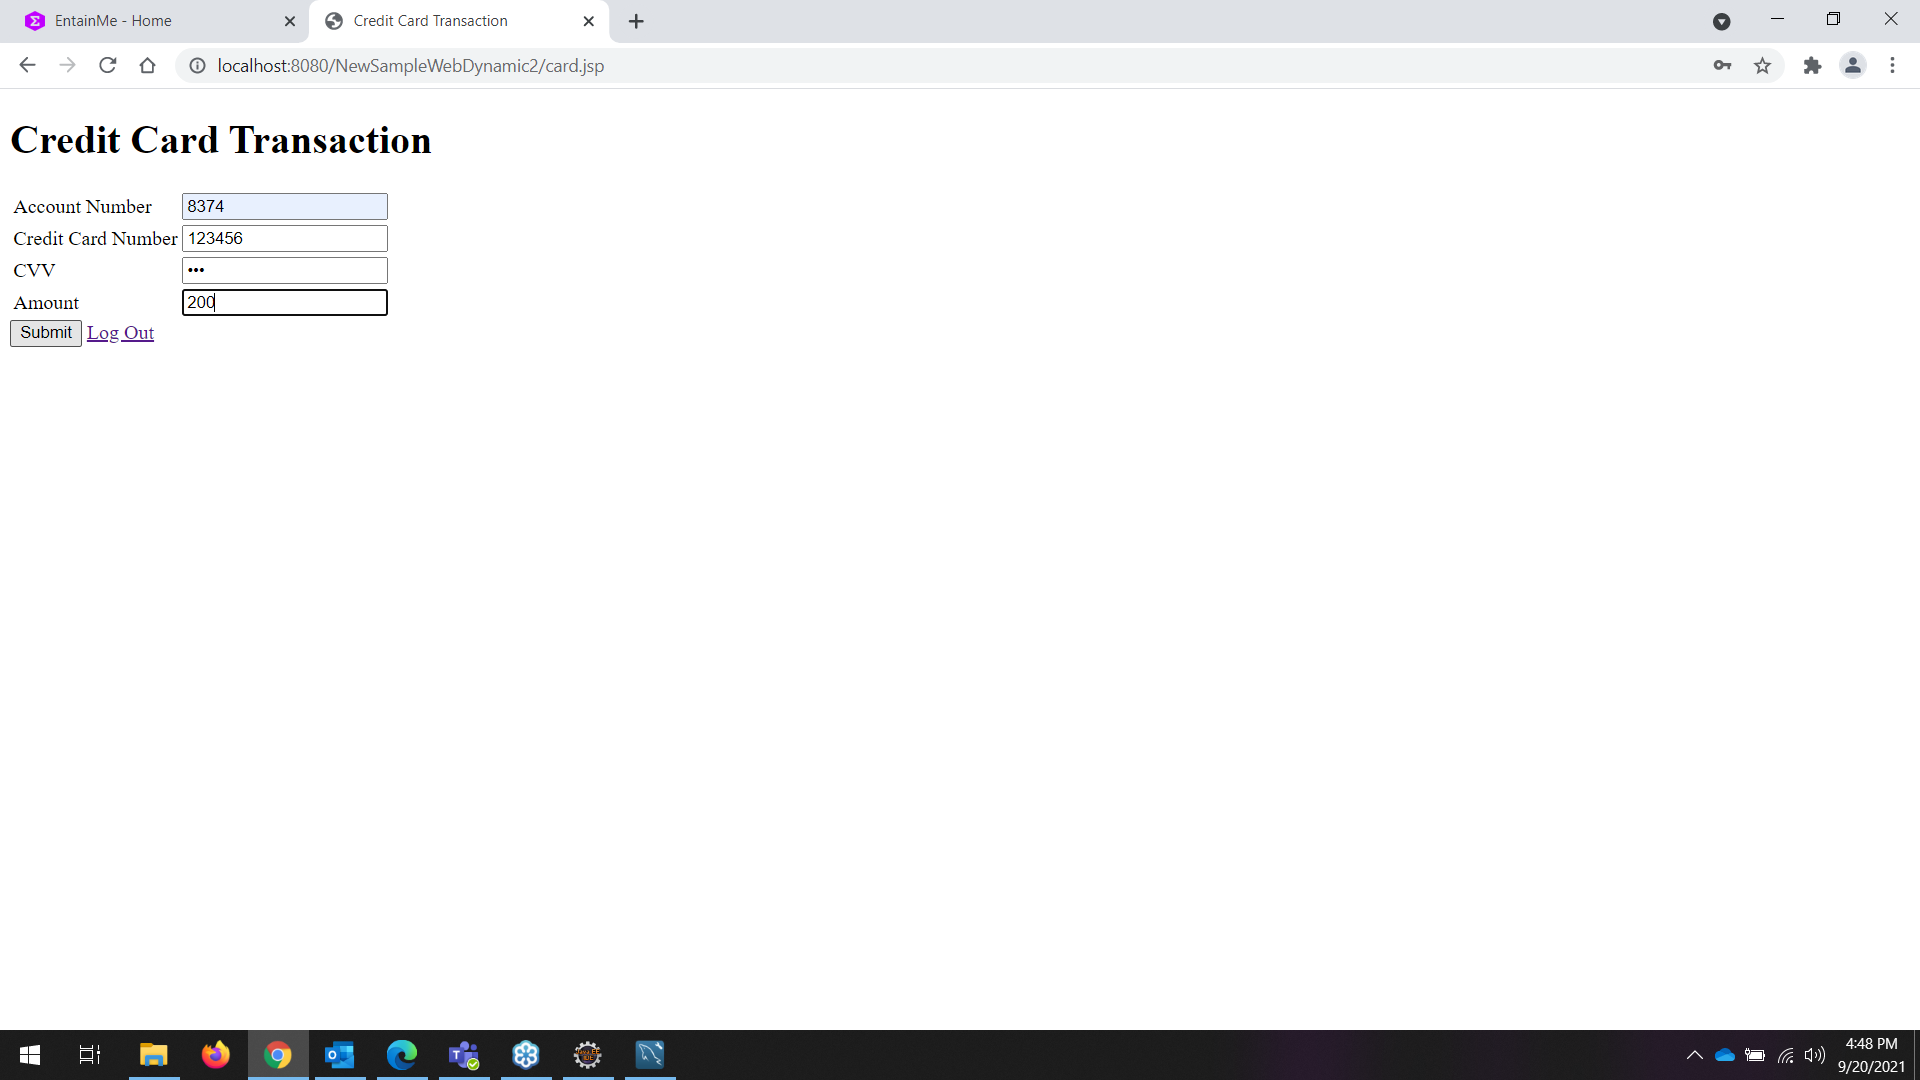 EntainMe - Home
Credit Card Transaction
localhost:8080/NewSampleWebDynamic2/card.jsp
Credit Card Transaction
Account Number 8374
Credit Card Number 123456
CVV •••
Amount 200
Submit Log Out
4:48 PM
9/20/2021